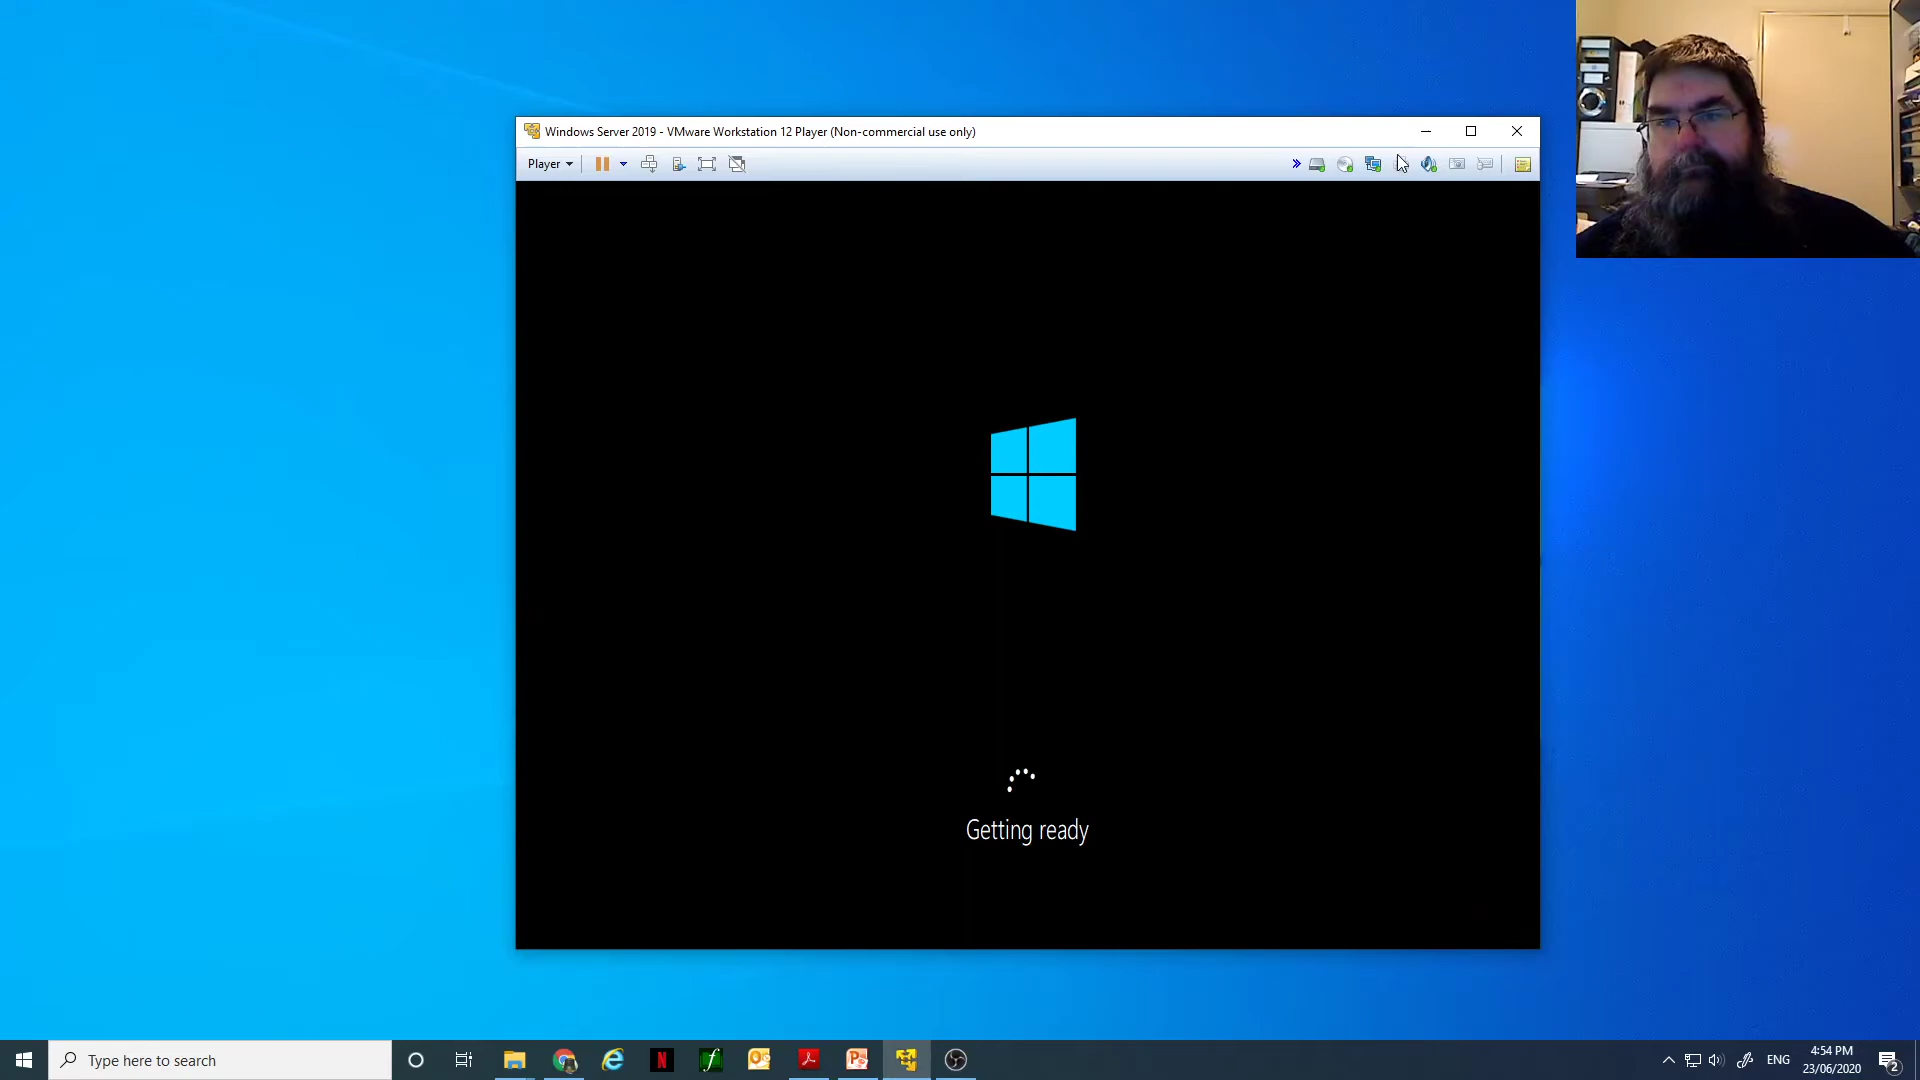 Windows Server 2019 - VMware Workstation 12 Player (Non-commercial use only)
Player
Getting ready
Type here to search
ENG
4:54 PM
23/06/2020
2